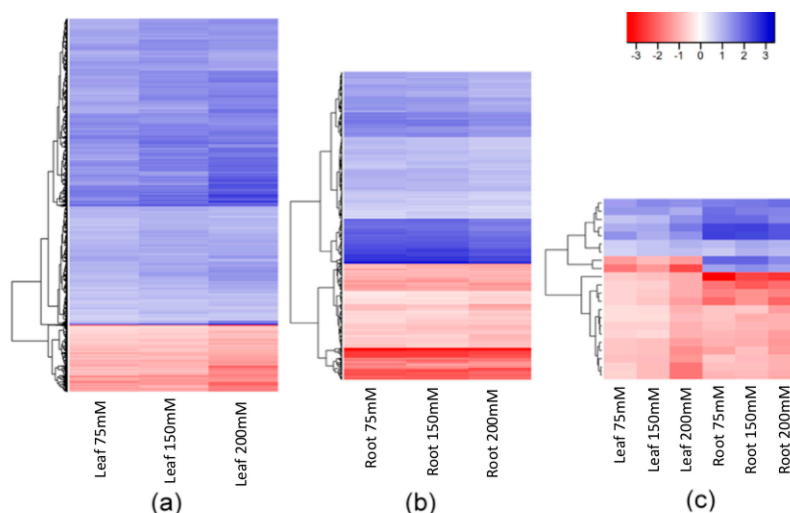 -3 -2 -1 0 1 2 3
Leaf 75mM
Leaf 150mM
Leaf 200mM
(a)
Root 75mM
Root 150mM
Root 200mM
(b)
Leaf 75mM
Leaf 150mM
Leaf 200mM
Root 75mM
Root 150mM
Root 200mM
(c)